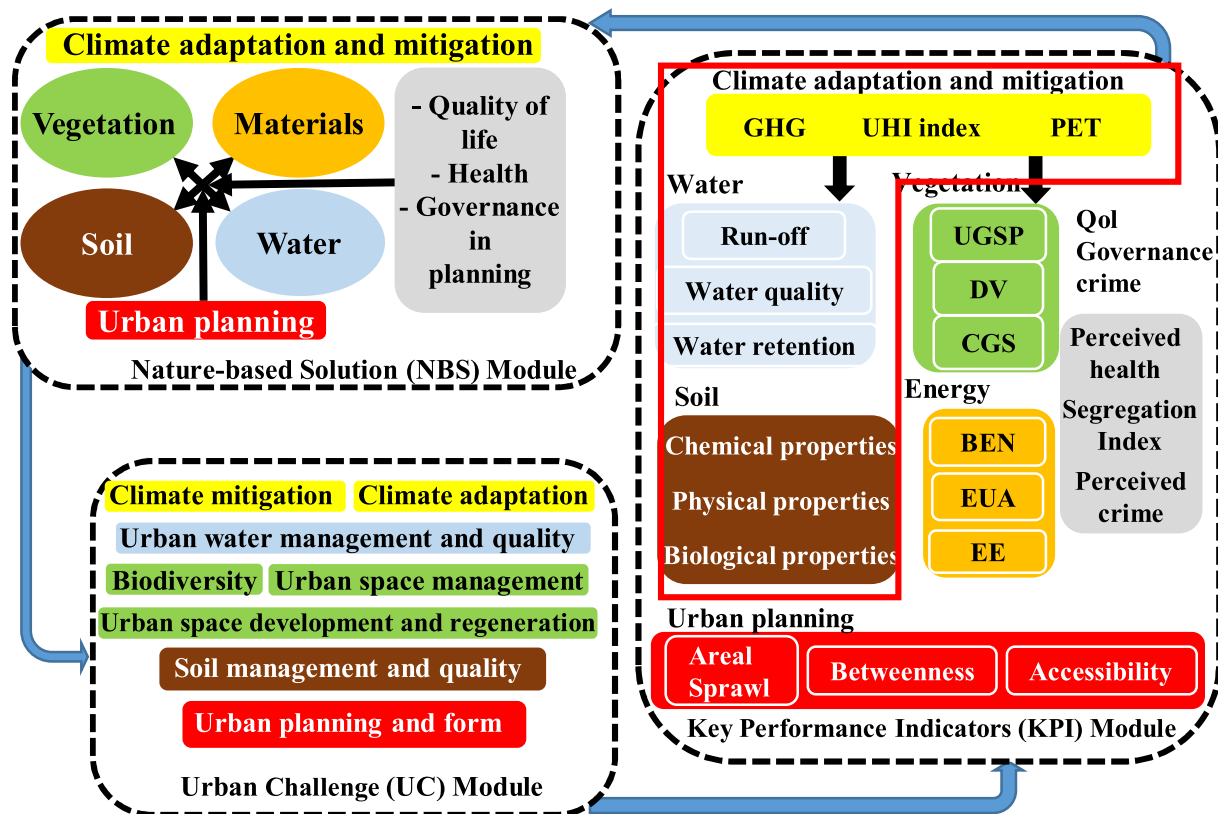 Climate adaptation and mitigation
Vegetation
Materials
Soil
Water
- Quality of
life
- Health
- Governance
in
planning
Urban planning
Nature-based Solution (NBS) Module
Climate mitigation
Climate adaptation
Urban water management and quality
Biodiversity
Urban space management
Urban space development and regeneration
Soil management and quality
Urban planning and form
Urban Challenge (UC) Module
Climate adaptation and mitigation
GHG
UHI index
PET
Water
Run-off
Water quality
Water retention
Vegetation
UGSP
DV
CGS
Qol
Governance
crime
Perceived
health
Segregation
Index
Perceived
crime
Soil
Chemical properties
Physical properties
Biological properties
Energy
BEN
EUA
EE
Urban planning
Areal
Sprawl
Betweenness
Accessibility
Key Performance Indicators (KPI) Module